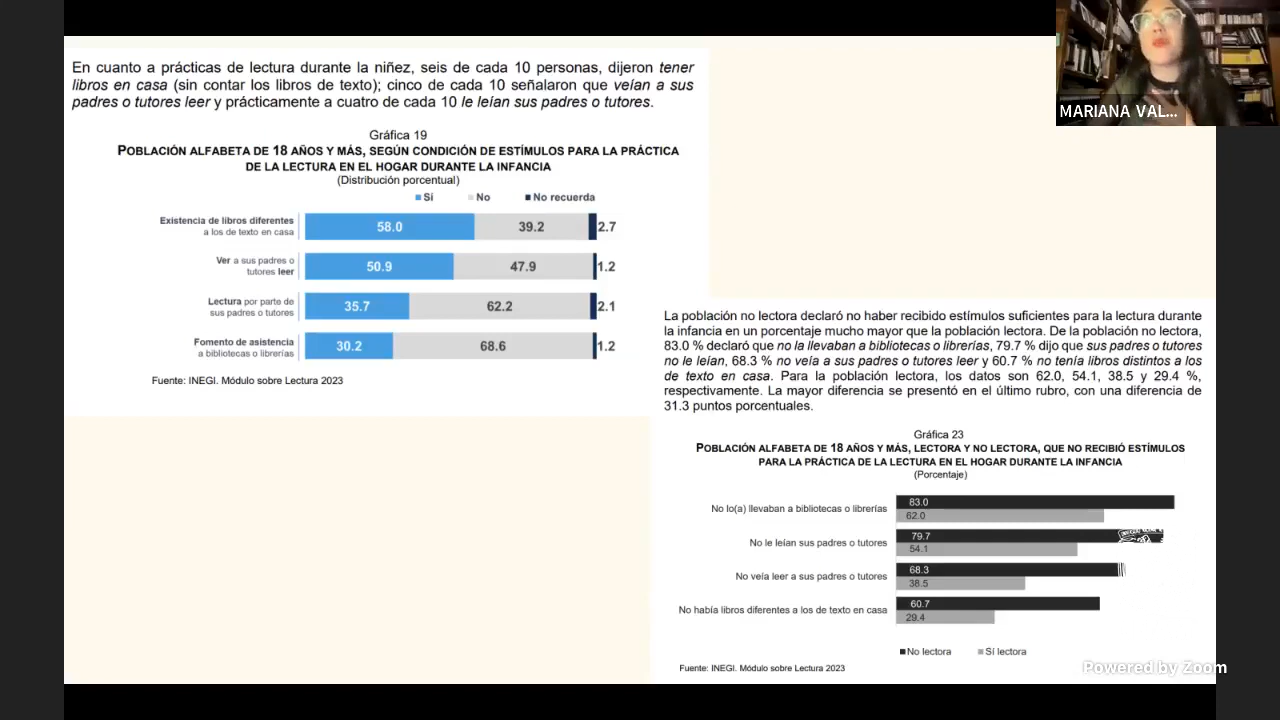 En cuanto a prácticas de lectura durante la niñez, seis de cada 10 personas, dijeron tener
libros en casa (sin contar los libros de texto); cinco de cada 10 señalaron que veían a sus
padres o tutores leer y prácticamente a cuatro de cada 10 le leían sus padres o tutores.
Gráfica 19
POBLACIÓN ALFABETA DE 18 AÑOS Y MÁS, SEGÚN CONDICIÓN DE ESTÍMULOS PARA LA PRÁCTICA
DE LA LECTURA EN EL HOGAR DURANTE LA INFANCIA
(Distribución porcentual)
Sí No No recuerda
Existencia de libros diferentes
a los de texto en casa
58.0 39.2 2.7
Ver a sus padres o
tutores leer
50.9 47.9 1.2
Lectura por parte de
sus padres o tutores
35.7 62.2 2.1
Fomento de asistencia
a bibliotecas o librerías
30.2 68.6 1.2
Fuente: INEGI. Módulo sobre Lectura 2023
MARIANA VAL...
La población no lectora declaró no haber recibido estímulos suficientes para la lectura durante
la infancia en un porcentaje mucho mayor que la población lectora. De la población no lectora,
83.0 % declaró que no la llevaban a bibliotecas o librerías, 79.7 % dijo que sus padres o tutores
no le leían, 68.3 % no veía a sus padres o tutores leer y 60.7 % no tenía libros distintos a los
de texto en casa. Para la población lectora, los datos son 62.0, 54.1, 38.5 y 29.4 %,
respectivamente. La mayor diferencia se presentó en el último rubro, con una diferencia de
31.3 puntos porcentuales.
Gráfica 23
POBLACIÓN ALFABETA DE 18 AÑOS Y MÁS, LECTORA Y NO LECTORA, QUE NO RECIBIÓ ESTÍMULOS
PARA LA PRÁCTICA DE LA LECTURA EN EL HOGAR DURANTE LA INFANCIA
(Porcentaje)
No lo(a) llevaban a bibliotecas o librerías
83.0
62.0
No le leían sus padres o tutores
79.7
54.1
No veía leer a sus padres o tutores
68.3
38.5
No había libros diferentes a los de texto en casa
60.7
29.4
No lectora Sí lectora
Fuente: INEGI. Módulo sobre Lectura 2023
Powered by Zoom